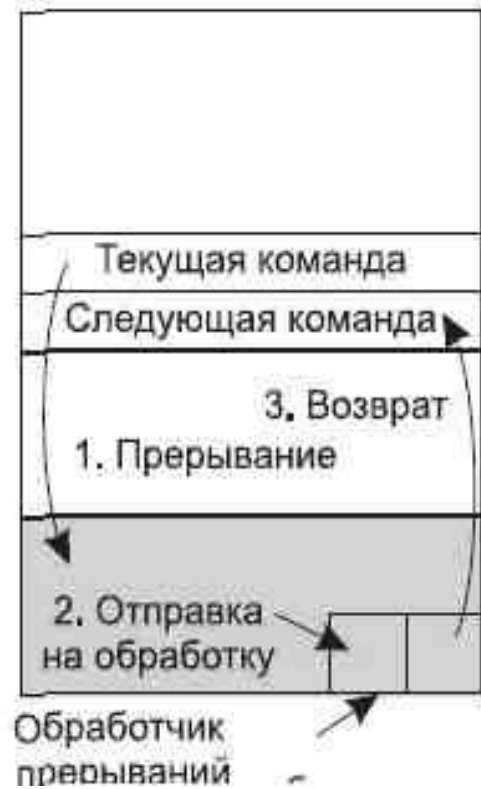 Текущая команда
Следующая команда
3. Возврат
1. Прерывание
2. Отправка
на обработку
Обработчик
прерываний